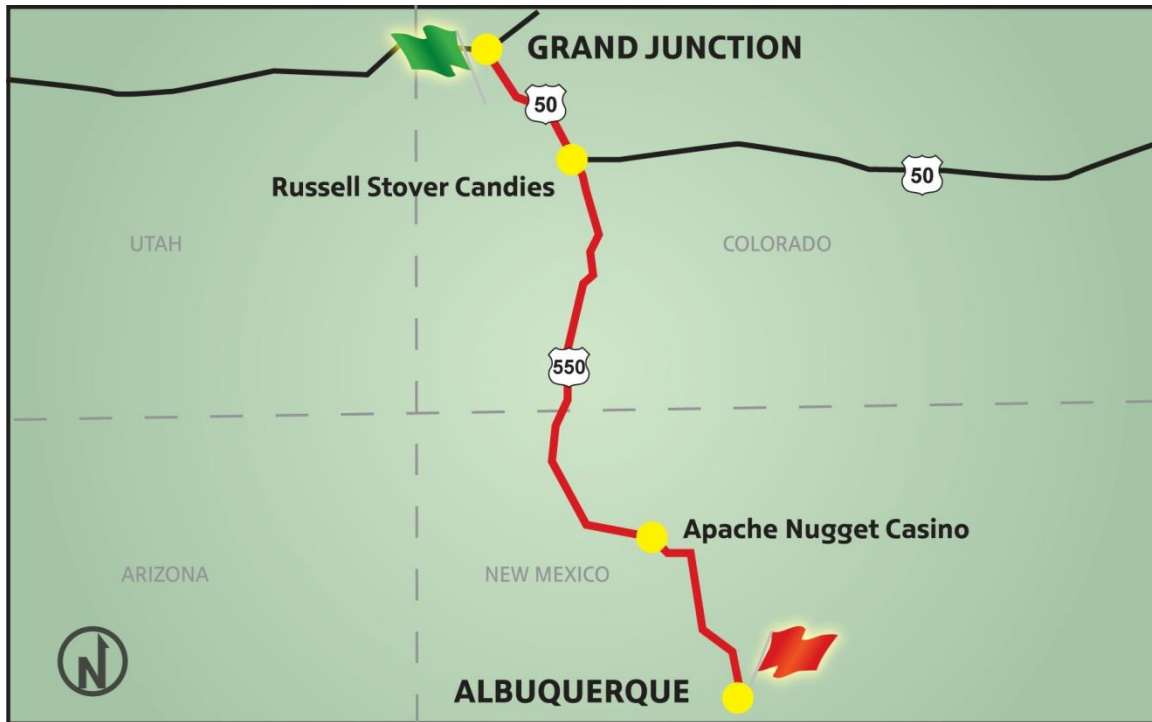 GRAND JUNCTION
50
Russell Stover Candies
50
UTAH
COLORADO
550
Apache Nugget Casino
ARIZONA
NEW MEXICO
N
ALBUQUERQUE